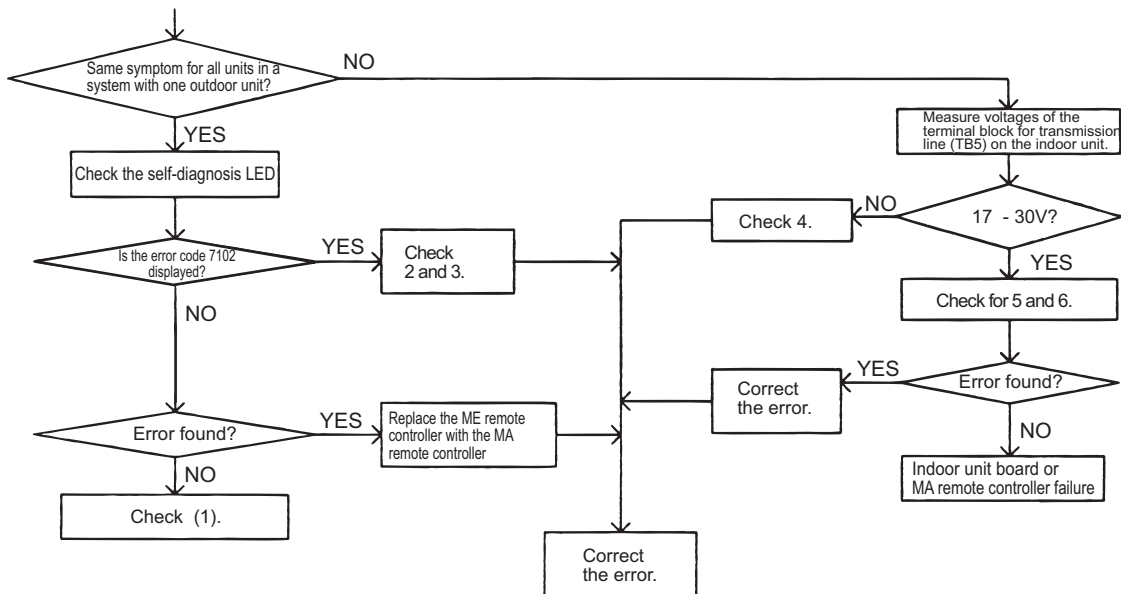 Same symptom for all units in a
system with one outdoor unit?
NO
YES
Check the self-diagnosis LED
Is the error code 7102
displayed?
YES
Check
2 and 3.
NO
Error found?
YES
Replace the ME remote
controller with the MA
remote controller
NO
Check (1).
Measure voltages of the
terminal block for transmission
line (TB5) on the indoor unit.
17 - 30V?
NO
Check 4.
YES
Check for 5 and 6.
Error found?
YES
Correct
the error.
NO
Indoor unit board or
MA remote controller failure
Correct
the error.